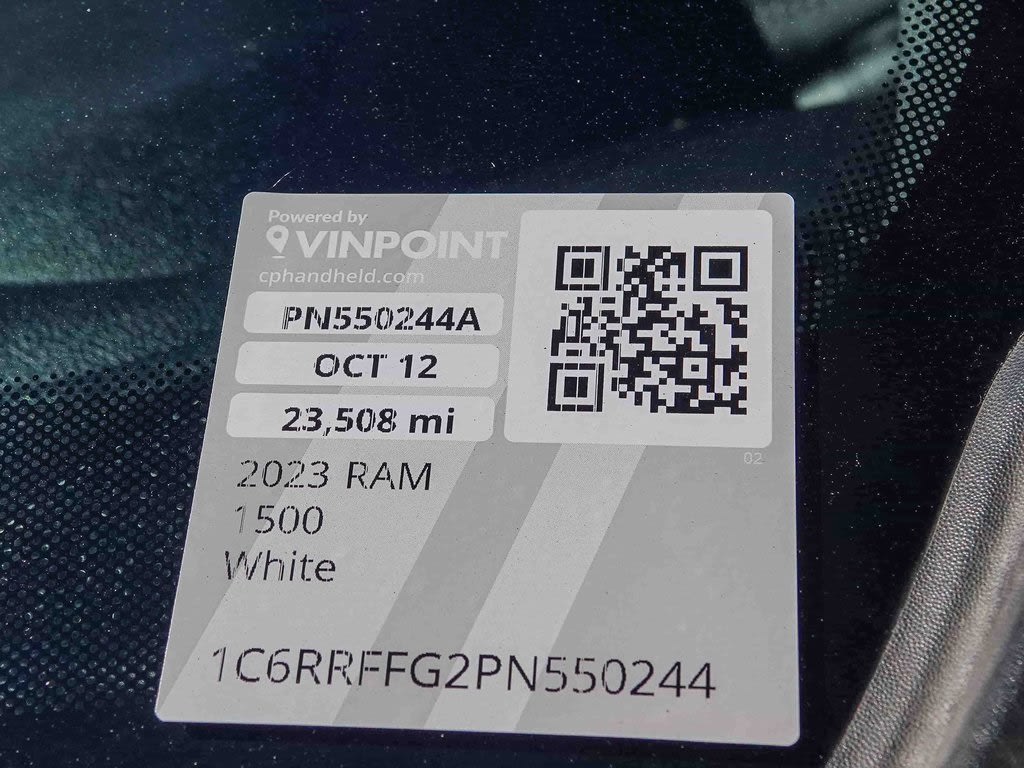 Powered by
VINPOINT
cphandheld.com
PN550244A
OCT 12
23,508 mi
02
2023 RAM
1500
White
1C6RRFFG2PN550244